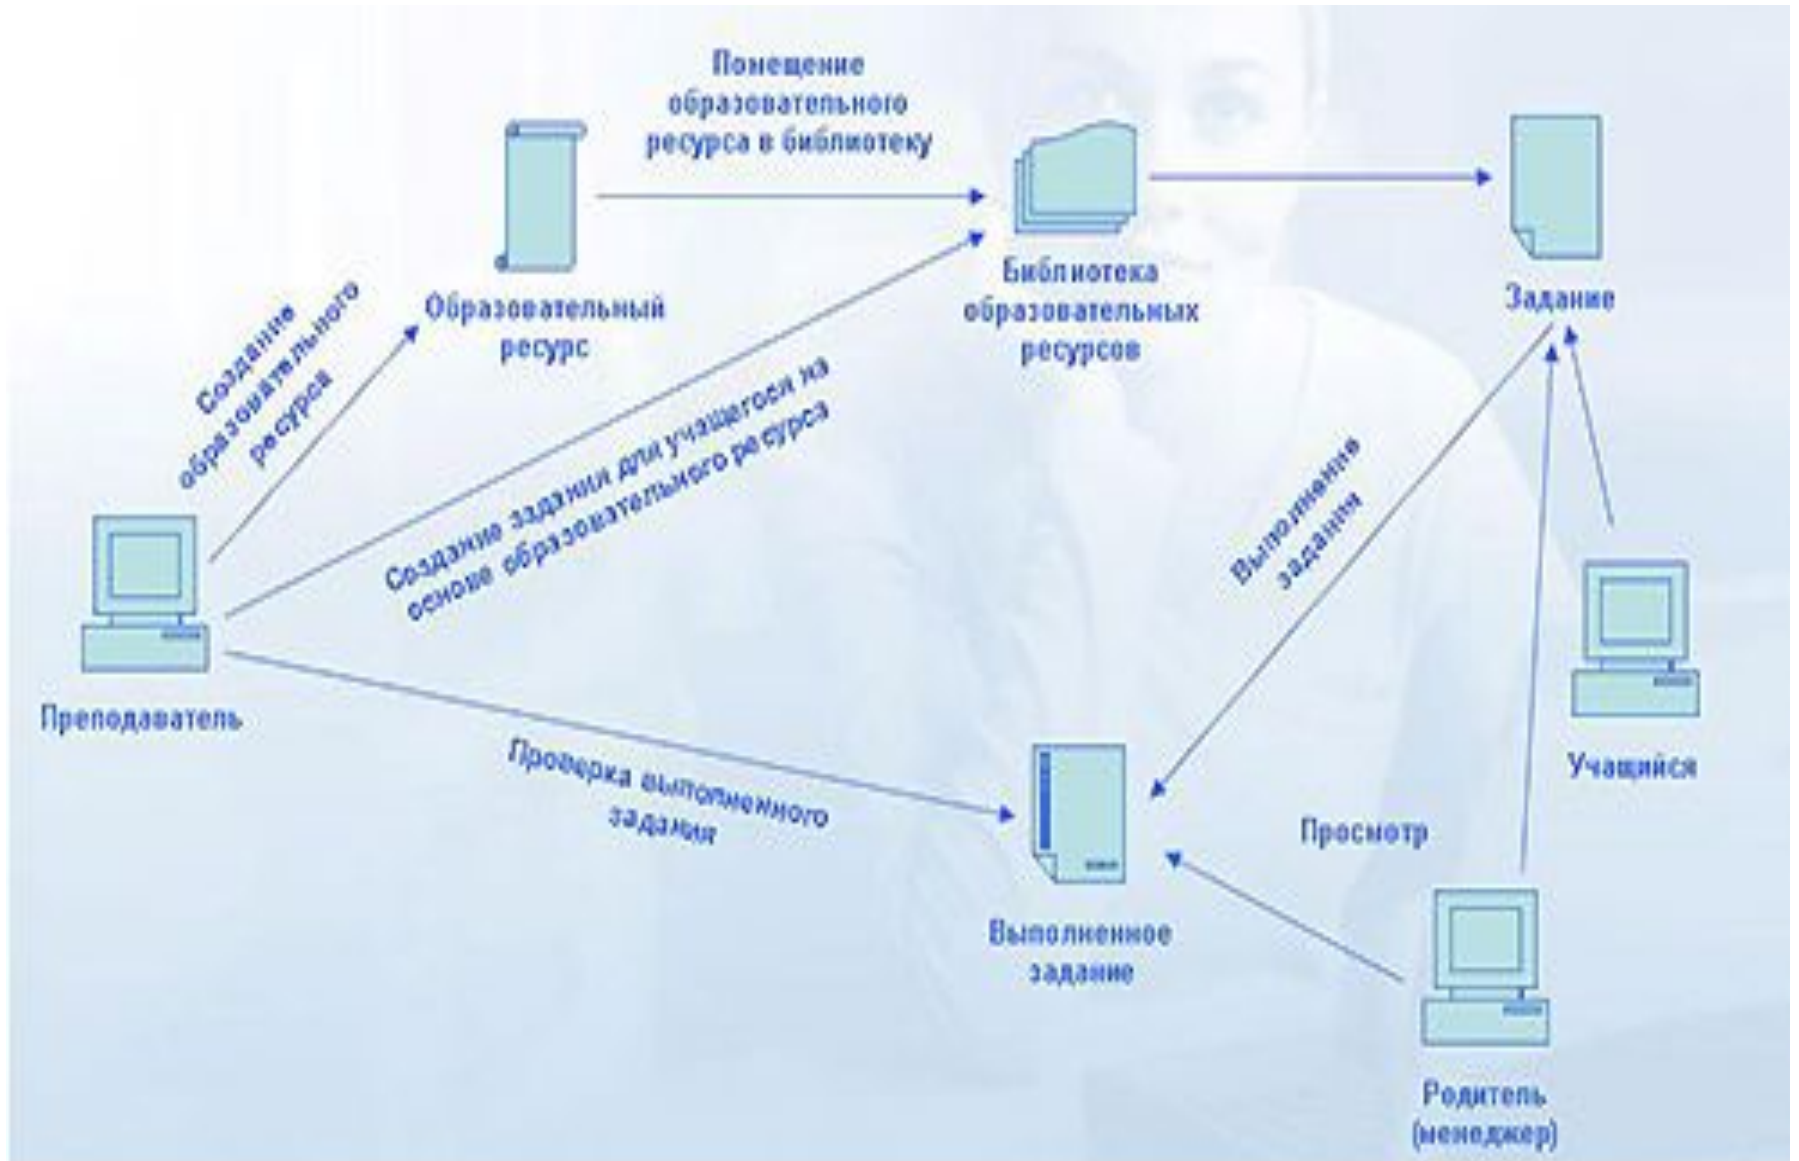 Помещение
образовательного
ресурса в библиотеку
Создание
образовательного
ресурса
Образовательный
ресурс
Библиотека
образовательных
ресурсов
Задание
Создание задания для учащегося на
основе образовательного ресурса
Выполнение
задания
Преподаватель
Проверка выполненного
задания
Учащийся
Просмотр
Выполненное
задание
Родитель
(менеджер)